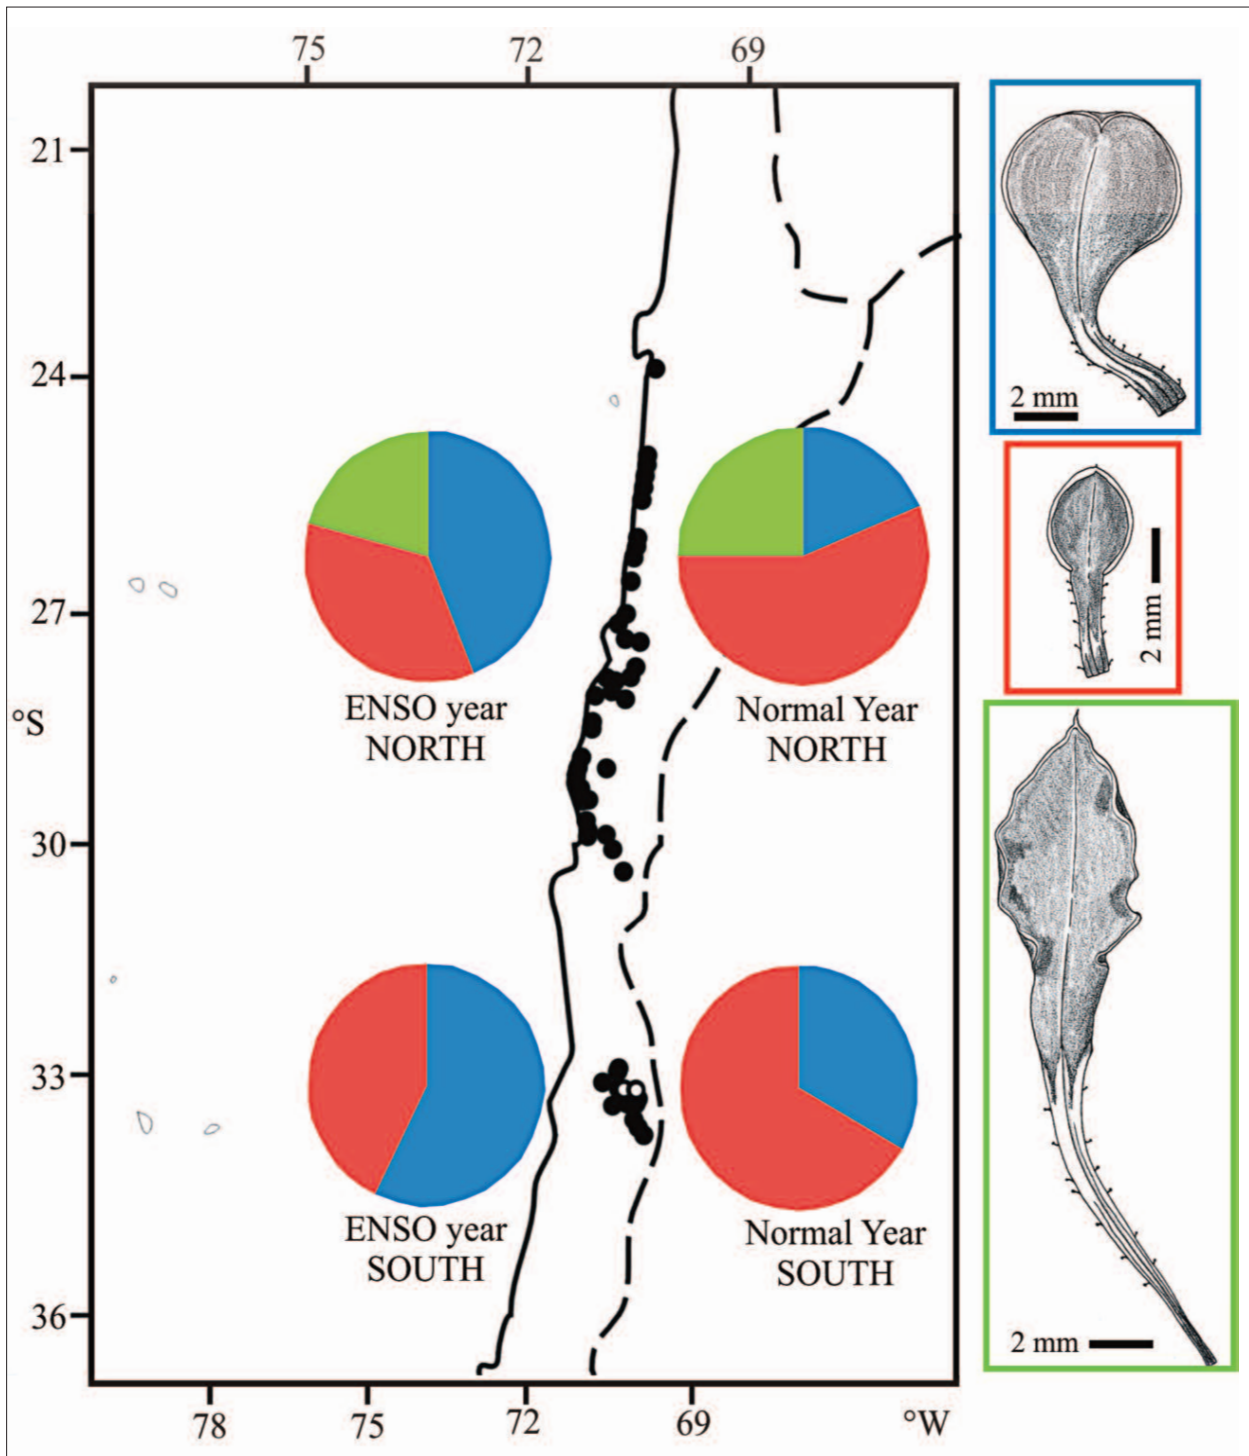 75
72
69
21
24
27
°S
30
33
36
ENSO year
NORTH
Normal Year
NORTH
ENSO year
SOUTH
Normal Year
SOUTH
78
75
72
69
°W
2 mm
2 mm
2 mm